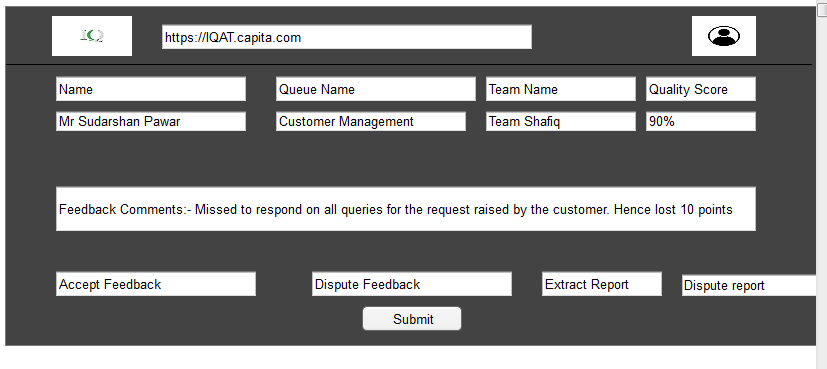 IQ https://IQAT.capita.com
Name Queue Name Team Name Quality Score
Mr Sudarshan Pawar Customer Management Team Shafiq 90%
Feedback Comments:- Missed to respond on all queries for the request raised by the customer. Hence lost 10 points
Accept Feedback Dispute Feedback Extract Report Dispute report
Submit